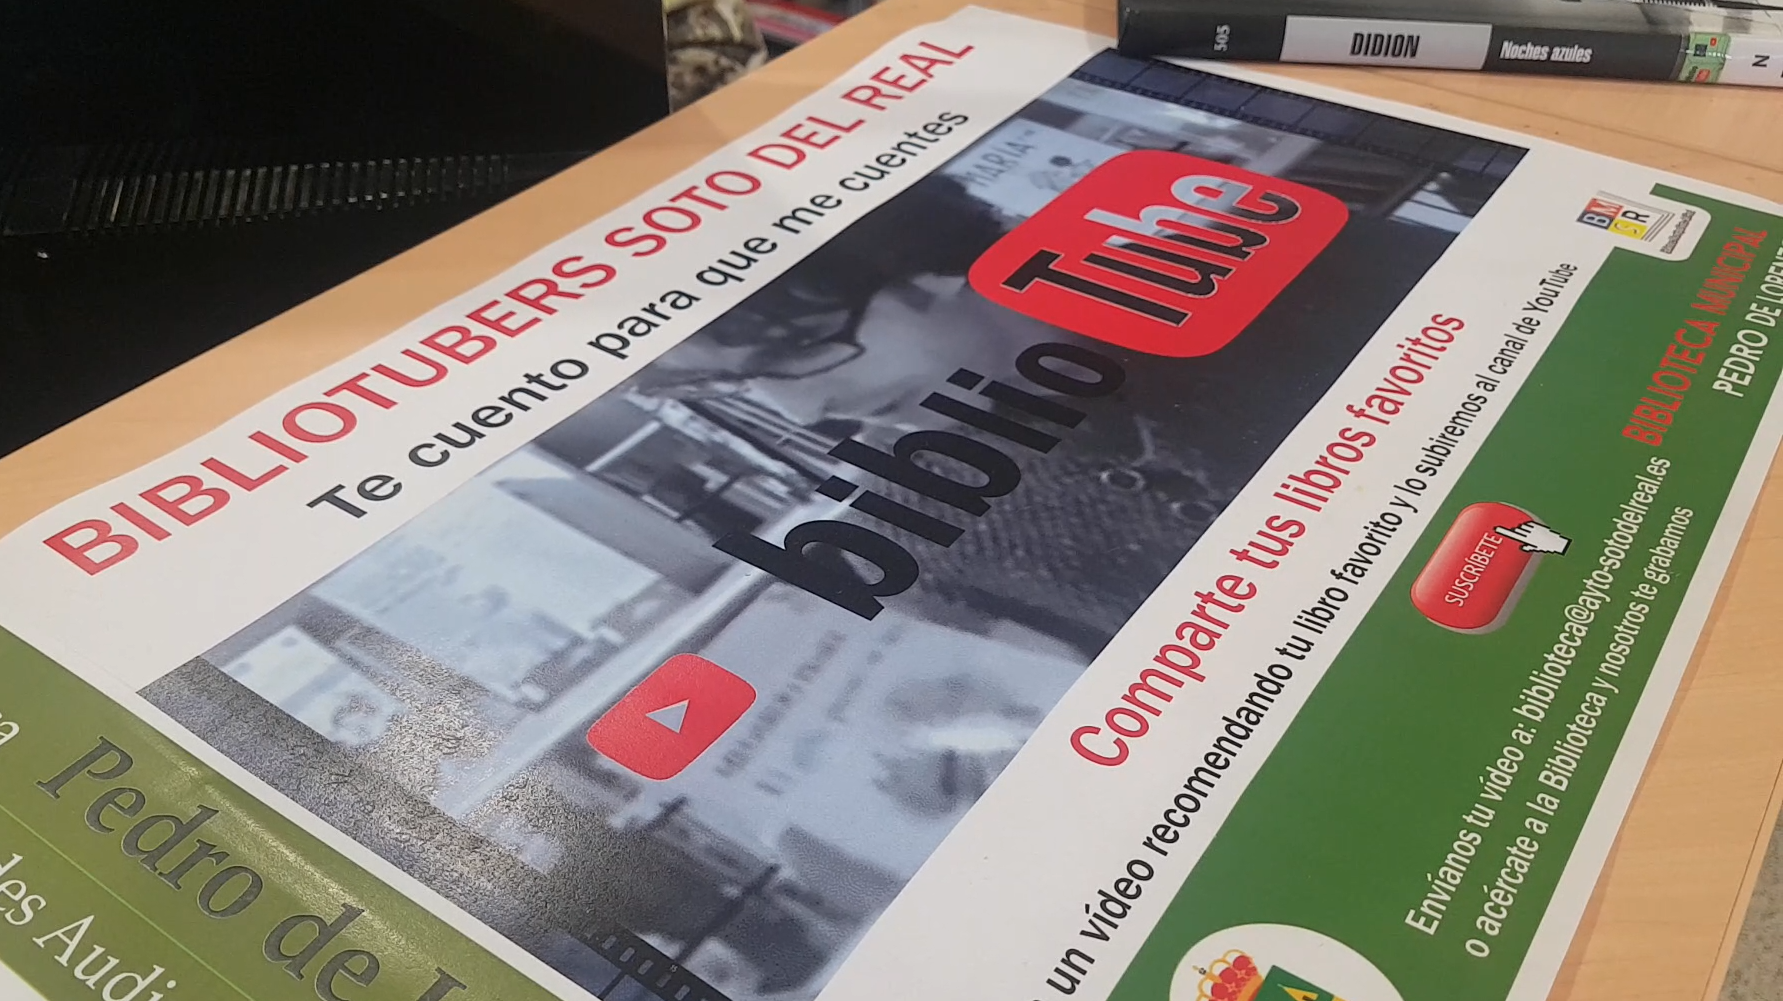 505 DIDION Noches azules N
BIBLIOTUBERS SOTO DEL REAL
Te cuento para que me cuentes
MARIA
biblio
Tube
Comparte tus libros favoritos
un vídeo recomendando tu libro favorito y lo subiremos al canal de YouTube
BM
SR
BIBLIOTECA MUNICIPAL
PEDRO DE
SUSCRÍBETE
Envíanos tu vídeo a: biblioteca@ayto-sotodelreal.es
o acércate a la Biblioteca y nosotros te grabamos
Pedro de